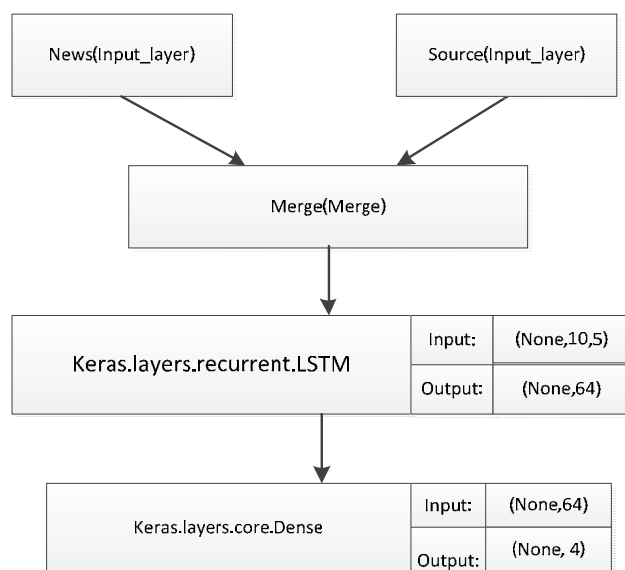 News(Input_layer)
Source(Input_layer)
Merge(Merge)
Keras.layers.recurrent.LSTM
Input:
(None,10,5)
Output:
(None,64)
Keras.layers.core.Dense
Input:
(None,64)
Output:
(None, 4)